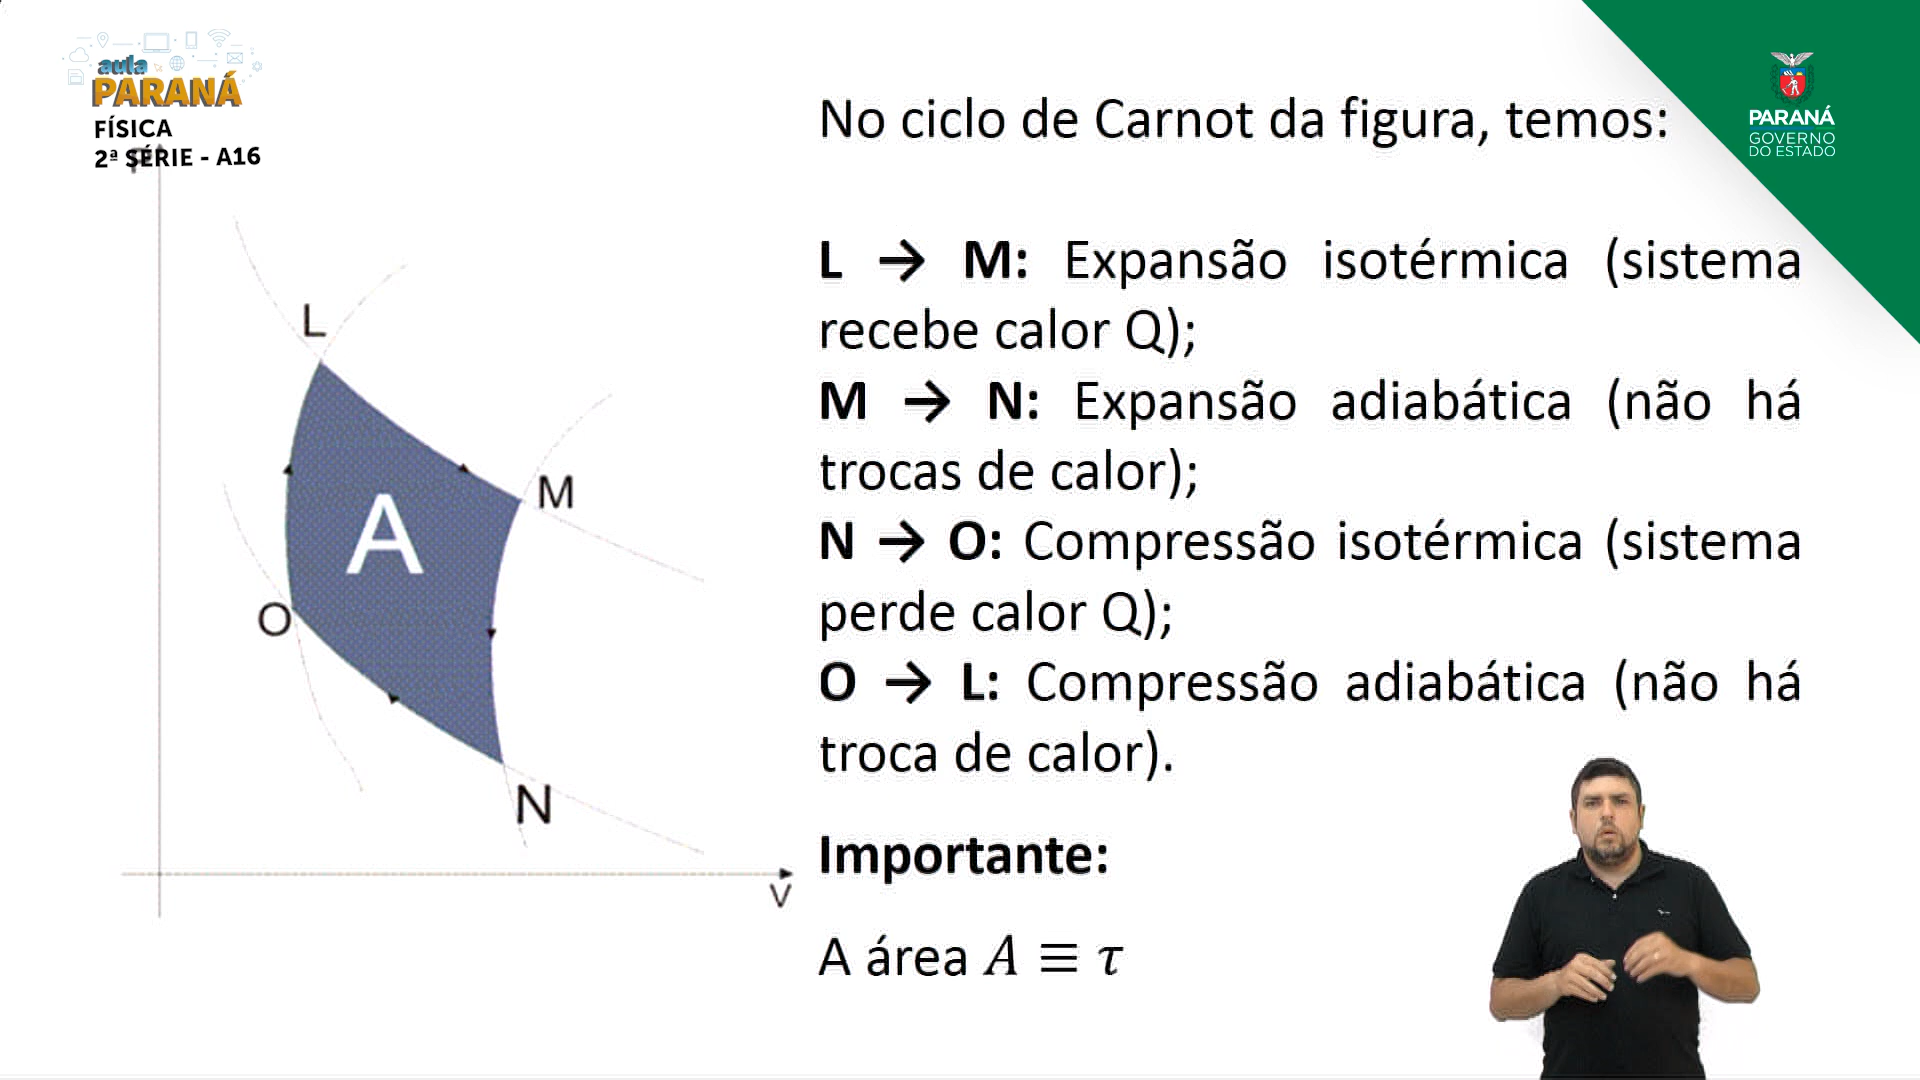 aula
PARANÁ
FÍSICA
2ª SÉRIE - A16
P
L
M
A
O
N
V
No ciclo de Carnot da figura, temos:
L → M: Expansão isotérmica (sistema
recebe calor Q);
M → N: Expansão adiabática (não há
trocas de calor);
N → O: Compressão isotérmica (sistema
perde calor Q);
O → L: Compressão adiabática (não há
troca de calor).
Importante:
A área A ≡ τ
PARANÁ
GOVERNO
DO ESTADO